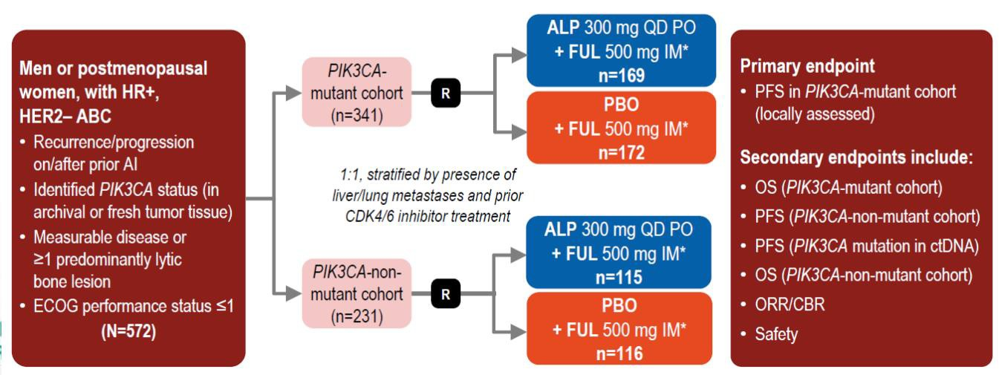 Men or postmenopausal
women, with HR+,
HER2– ABC
• Recurrence/progression
on/after prior AI
• Identified PIK3CA status (in
archival or fresh tumor tissue)
• Measurable disease or
≥1 predominantly lytic
bone lesion
• ECOG performance status ≤1
(N=572)
PIK3CA-
mutant cohort
(n=341)
R
ALP 300 mg QD PO
+ FUL 500 mg IM*
n=169
PBO
+ FUL 500 mg IM*
n=172
1:1, stratified by presence of
liver/lung metastases and prior
CDK4/6 inhibitor treatment
PIK3CA-non-
mutant cohort
(n=231)
R
ALP 300 mg QD PO
+ FUL 500 mg IM*
n=115
PBO
+ FUL 500 mg IM*
n=116
Primary endpoint
• PFS in PIK3CA-mutant cohort
(locally assessed)
Secondary endpoints include:
• OS (PIK3CA-mutant cohort)
• PFS (PIK3CA-non-mutant cohort)
• PFS (PIK3CA mutation in ctDNA)
• OS (PIK3CA-non-mutant cohort)
• ORR/CBR
• Safety